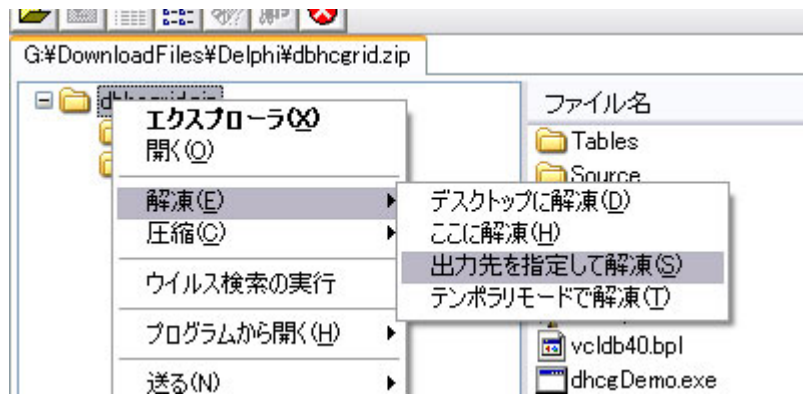 G:¥DownloadFiles¥Delphi¥dbhcgrid.zip
ファイル名
エクスプローラ(X)
開く(O)
Tables
Source
解凍(E)
デスクトップに解凍(D)
圧縮(C)
ここに解凍(H)
出力先を指定して解凍(S)
ウイルス検索の実行
テンポラリモードで解凍(T)
プログラムから開く(H)
vcldb40.bpl
送る(N)
dhcgDemo.exe